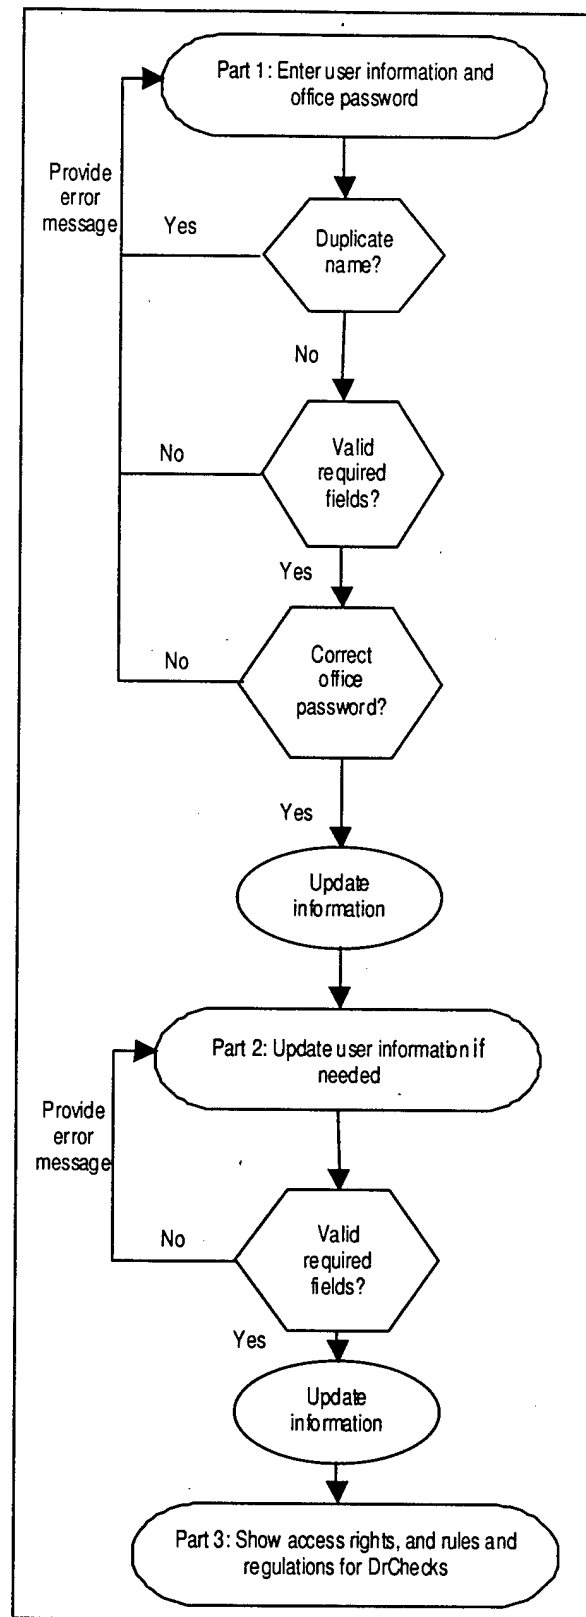 Part 1: Enter user information and
office password
Provide
error
message
Yes
Duplicate
name?
No
No
Valid
required
fields?
Yes
No
Correct
office
password?
Yes
Update
information
Part 2: Update user information if
needed
Provide
error
message
No
Valid
required
fields?
Yes
Update
information
Part 3: Show access rights, and rules and
regulations for DrChecks